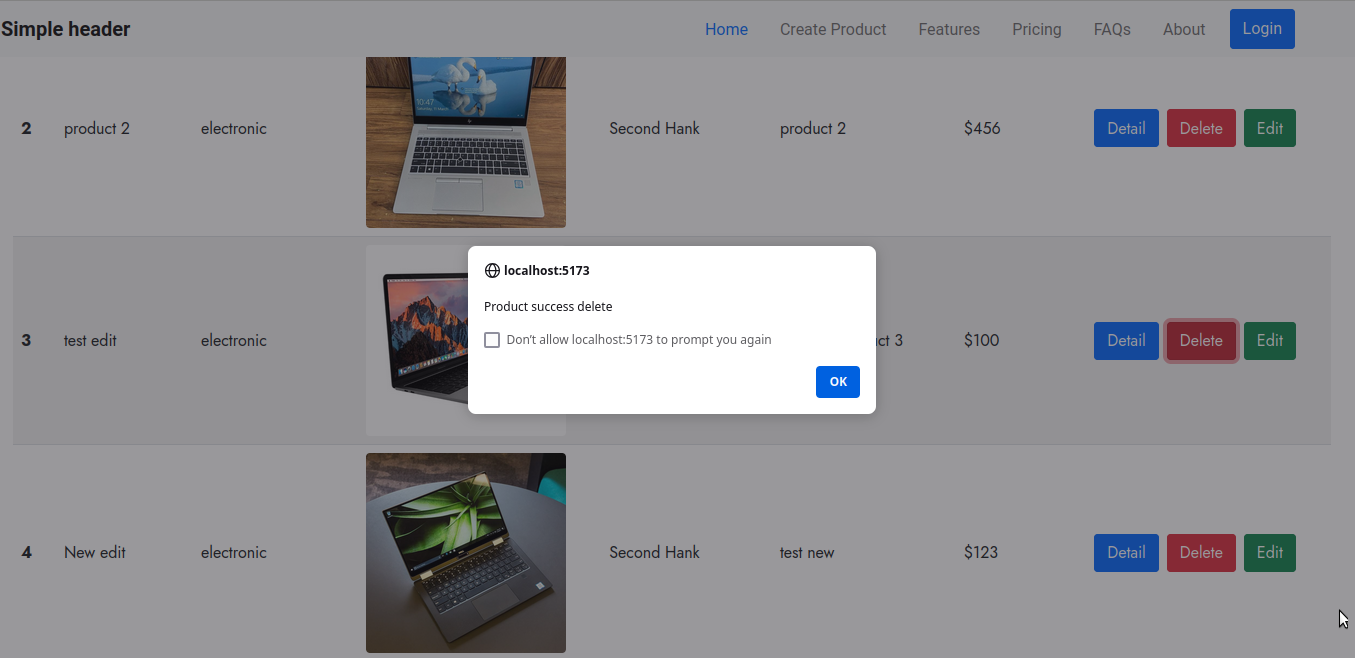 Simple header
Home Create Product Features Pricing FAQs About Login
10:47
2 product 2 electronic Second Hank product 2 $456 Detail Delete Edit
localhost:5173
Product success delete
Don't allow localhost:5173 to prompt you again
OK
3 test edit electronic uct 3 $100 Detail Delete Edit
4 New edit electronic Second Hank test new $123 Detail Delete Edit